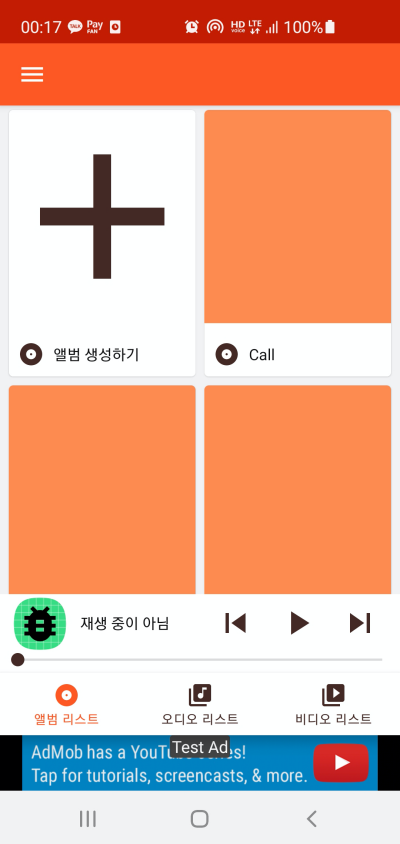 00:17 TALK Pay FAN HD voice LTE 100%
앨범 생성하기
Call
재생 중이 아님
앨범 리스트 오디오 리스트 비디오 리스트
Test Ad
AdMob has a YouTube series!
Tap for tutorials, screencasts, & more.